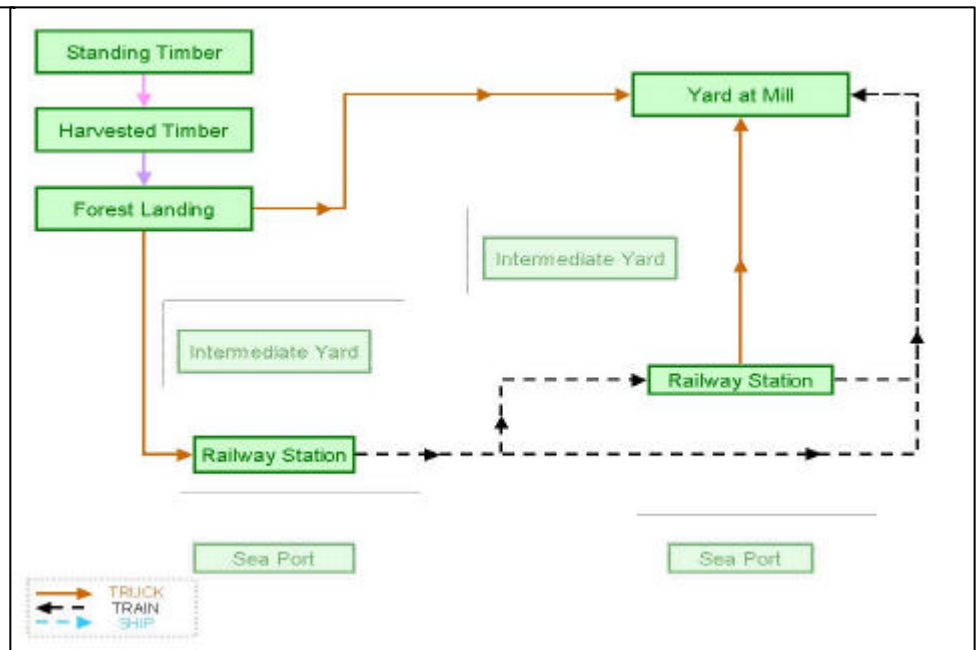 Standing Timber
Harvested Timber
Forest Landing
Yard at Mill
Intermediate Yard
Intermediate Yard
Railway Station
Railway Station
Sea Port
Sea Port
TRUCK
TRAIN
SHIP